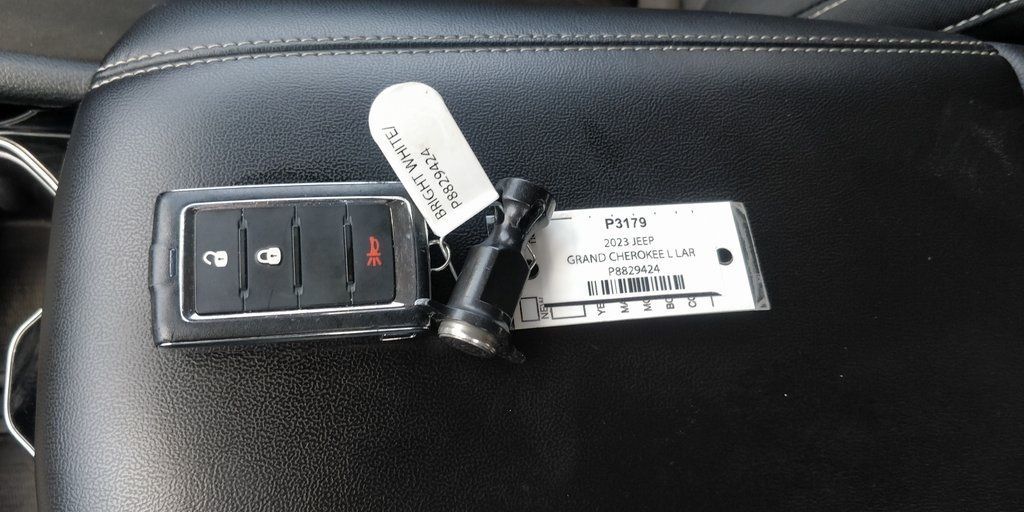 BRIGHT WHITE/
P8829424
P3179
2023 JEEP
GRAND CHEROKEE L LAR
P8829424